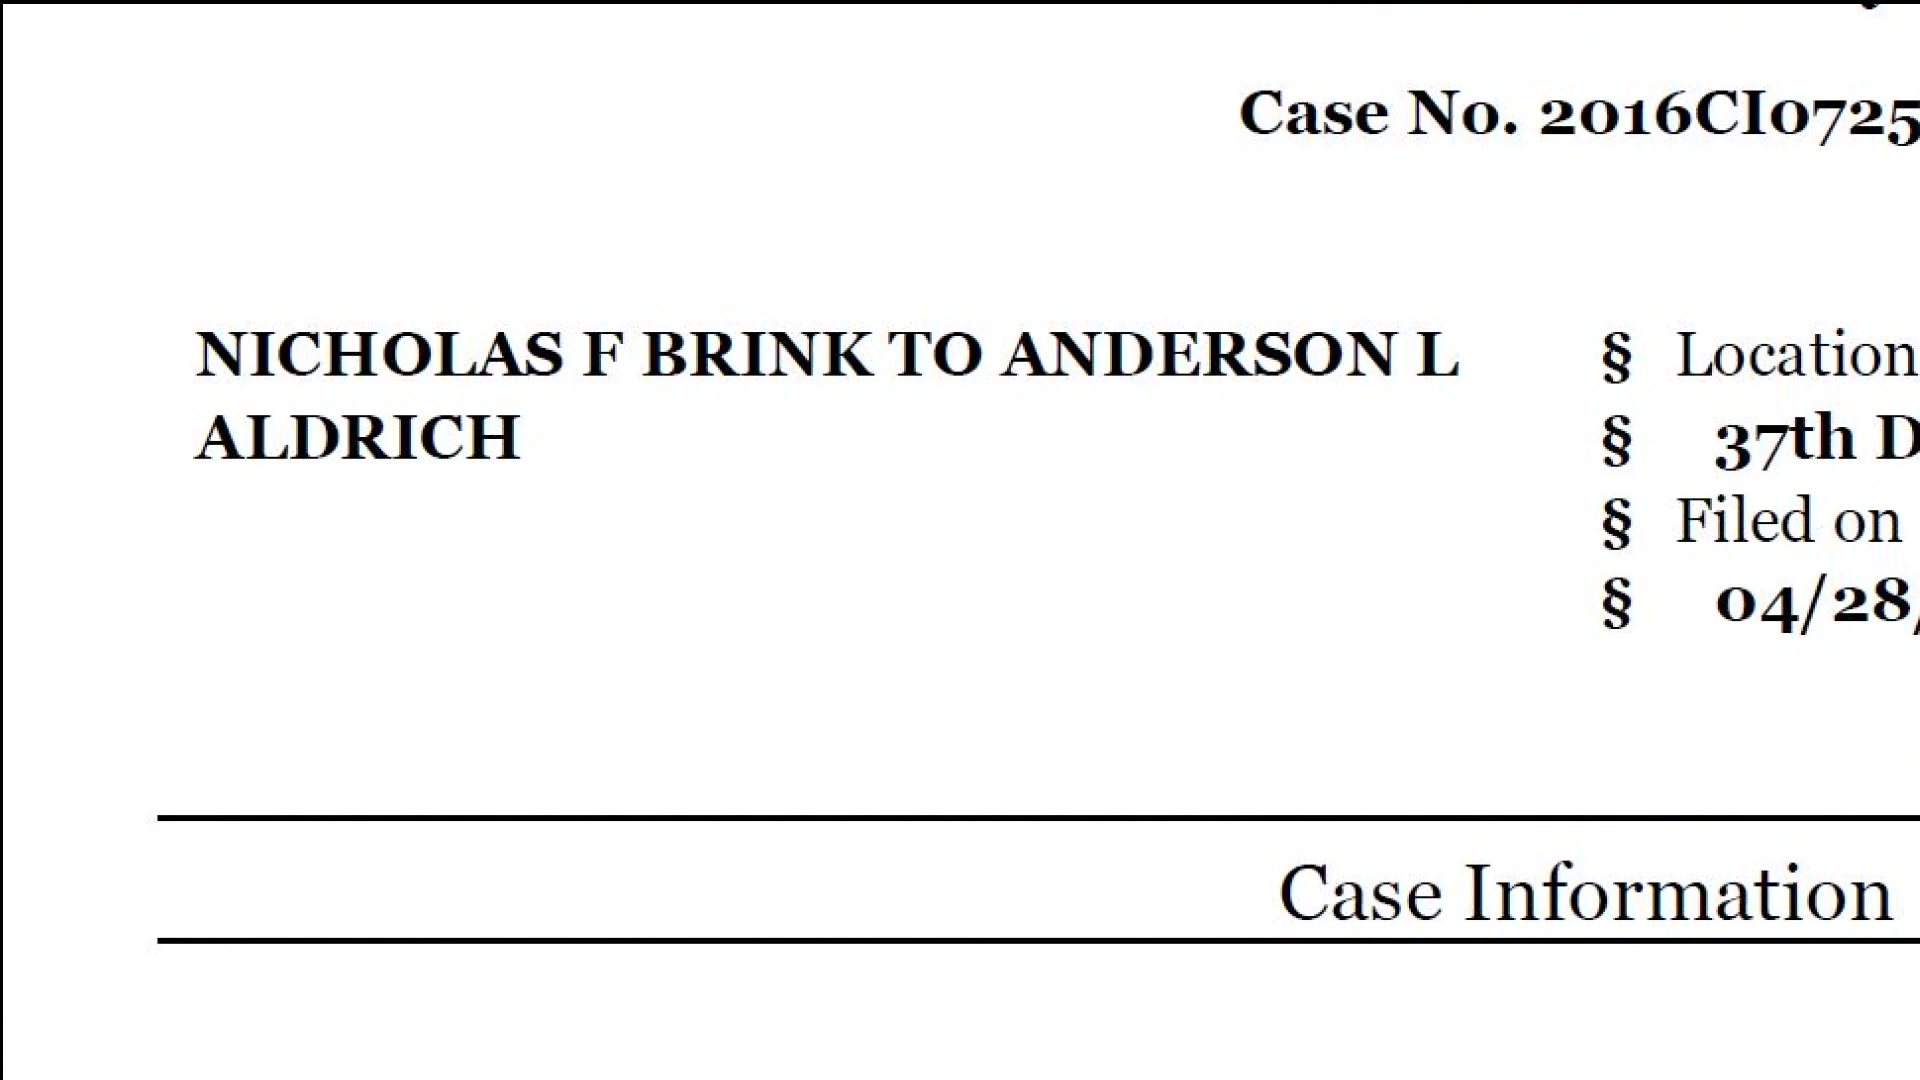 Case No. 2016CI0725
NICHOLAS F BRINK TO ANDERSON L § Location
ALDRICH § 37th D
§ Filed on
§ 04/28/
Case Information